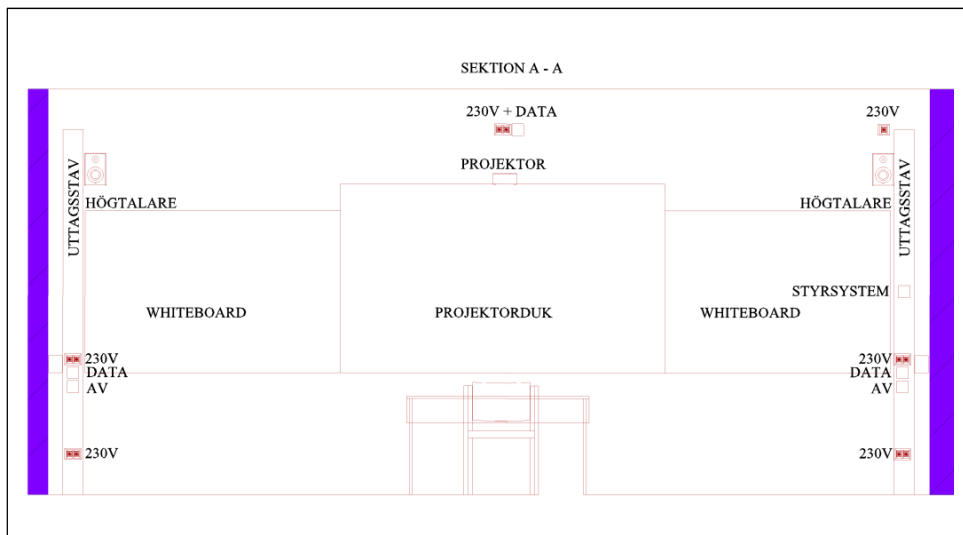 SEKTION A - A
230V + DATA
230V
PROJEKTOR
UTTAGSSTAV
HÖGTALARE
HÖGTALARE
UTTAGSSTAV
STYRSYSTEM
WHITEBOARD
PROJEKTORDUK
WHITEBOARD
230V
DATA
AV
230V
DATA
AV
230V
230V